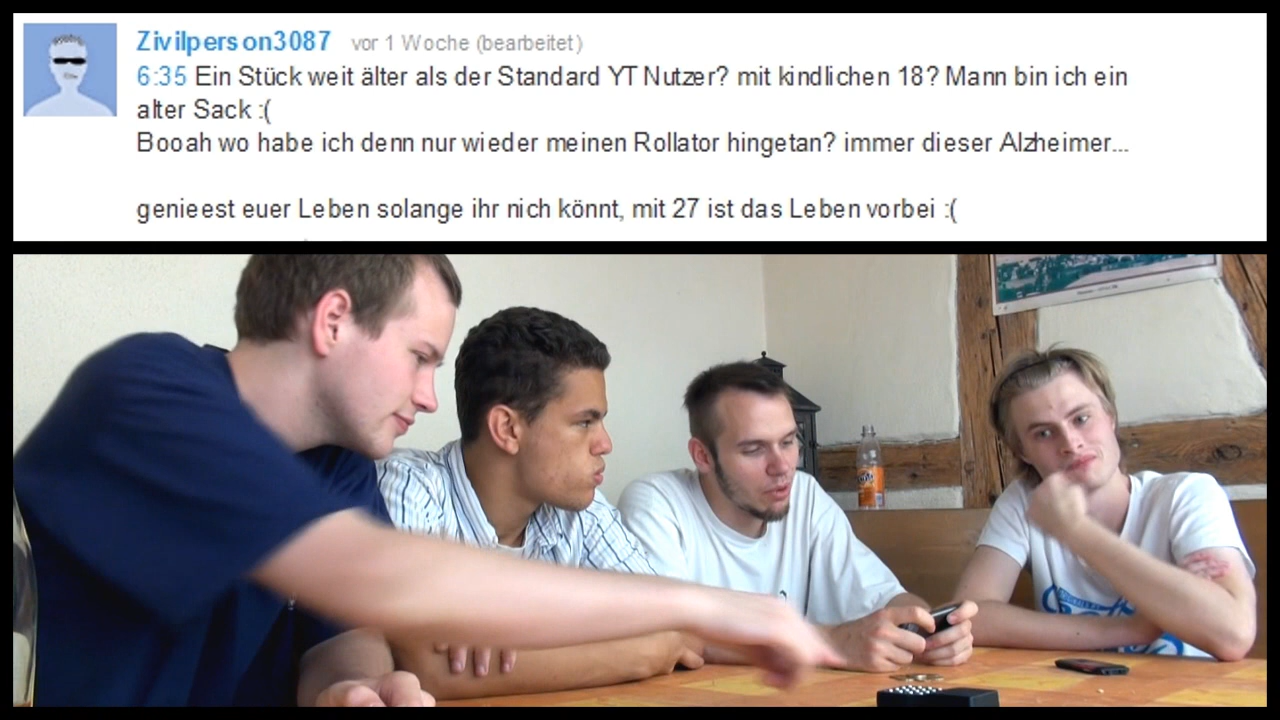 Zivilperson3087 vor 1 Woche (bearbeitet)
6:35 Ein Stück weit älter als der Standard YT Nutzer? mit kindlichen 18? Mann bin ich ein
alter Sack :(
Booah wo habe ich denn nur wieder meinen Rollator hingetan? immer dieser Alzheimer...
genieest euer Leben solange ihr nich könnt, mit 27 ist das Leben vorbei :(